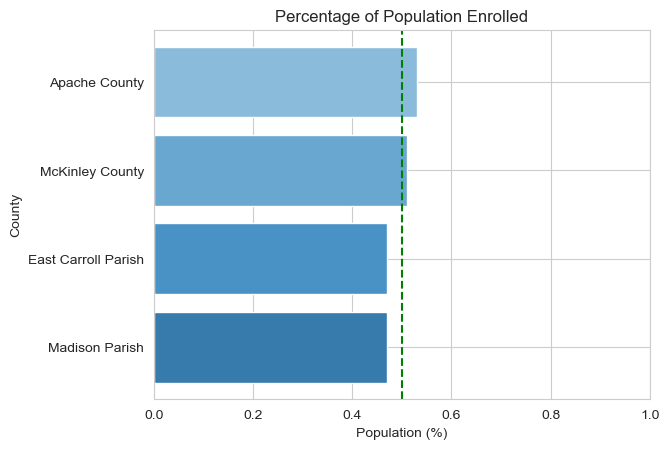 Percentage of Population Enrolled
Apache County
McKinley County
East Carroll Parish
Madison Parish
County
0.0 0.2 0.4 0.6 0.8 1.0
Population (%)